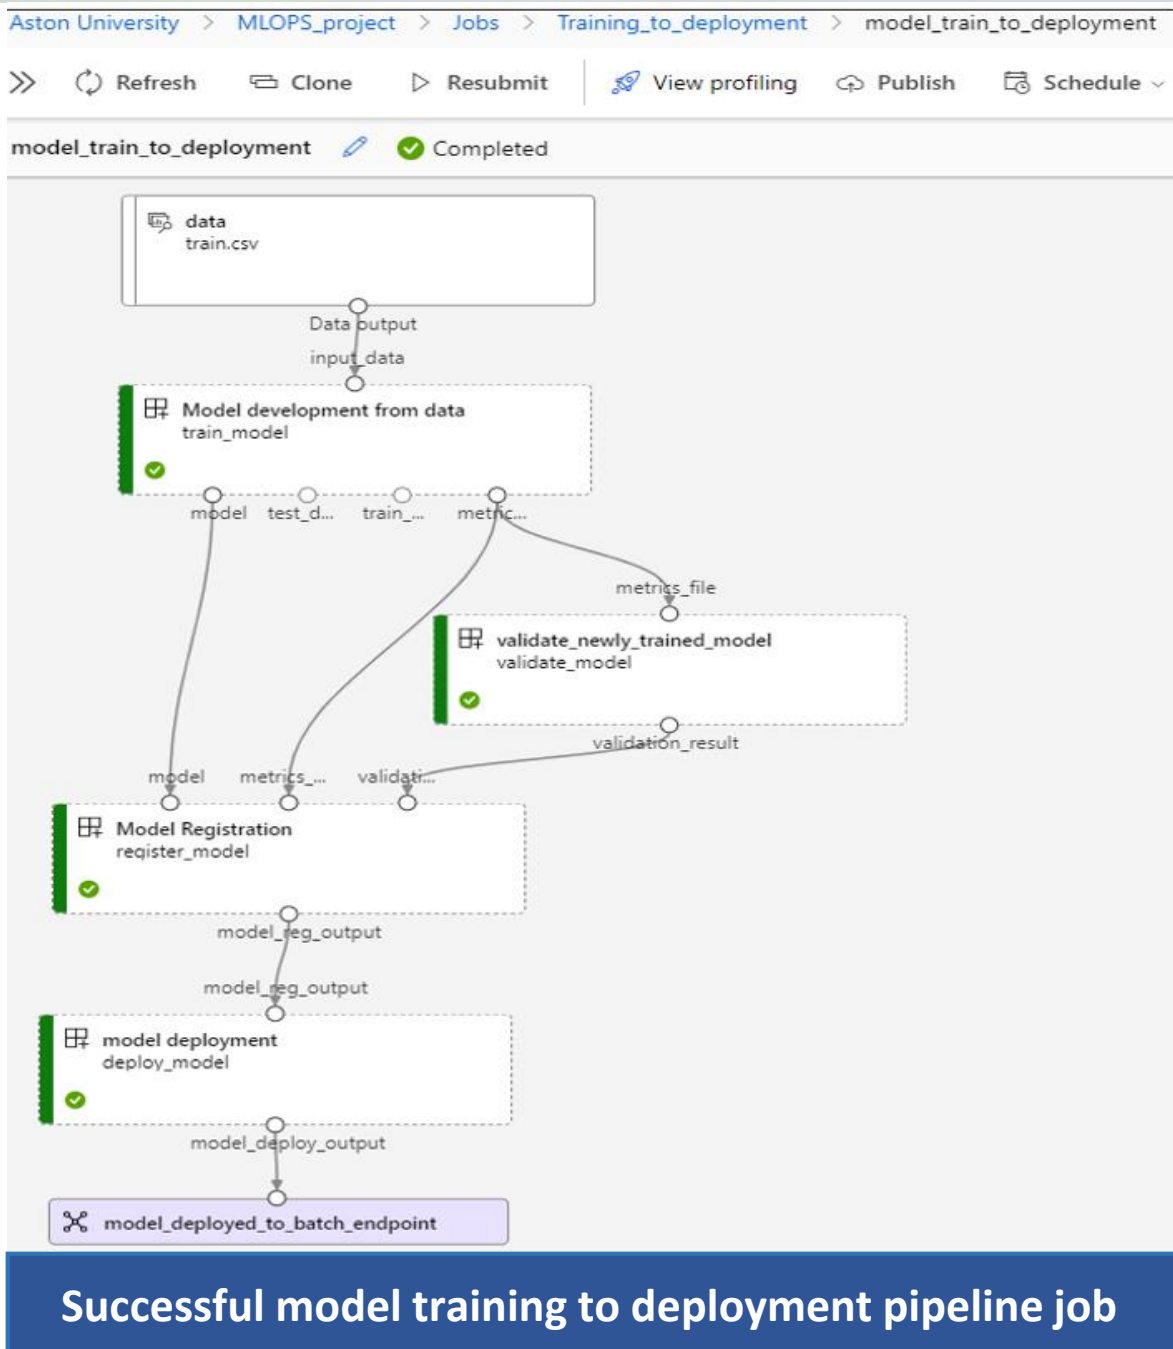 Aston University > MLOPS_project > Jobs > Training_to_deployment > model_train_to_deployment
Refresh Clone Resubmit View profiling Publish Schedule
model_train_to_deployment Completed
data
train.csv
Data output
input_data
Model development from data
train_model
model test_d... train_... metric...
metrics_file
validate_newly_trained_model
validate_model
validation_result
model metrics_... validati...
Model Registration
register_model
model_reg_output
model_reg_output
model deployment
deploy_model
model_deploy_output
model_deployed_to_batch_endpoint
Successful model training to deployment pipeline job